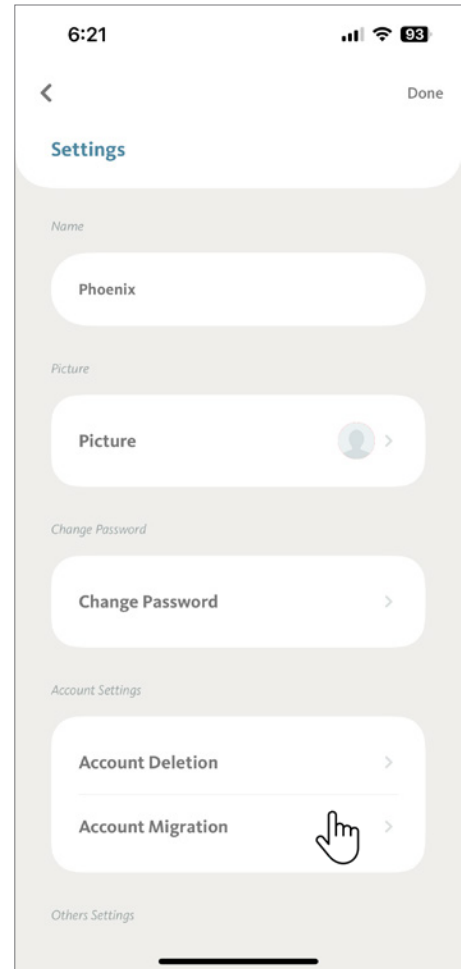 6:21
93
Done
Settings
Name
Phoenix
Picture
Picture
Change Password
Change Password
Account Settings
Account Deletion
Account Migration
Others Settings